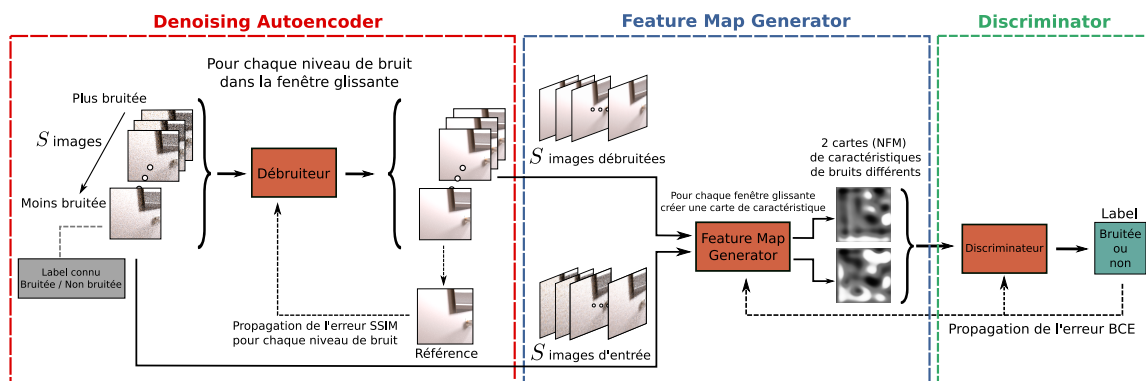 Denoising Autoencoder
Feature Map Generator
Discriminator
Pour chaque niveau de bruit
dans la fenêtre glissante
Plus bruitée
S images
Moins bruitée
Débruiteur
Label connu
Bruitée / Non bruitée
Propagation de l'erreur SSIM
pour chaque niveau de bruit
Référence
S images débruitées
Pour chaque fenêtre glissante
créer une carte de caractéristique
Feature Map
Generator
S images d'entrée
2 cartes (NFM)
de caractéristiques
de bruits différents
Discriminateur
Label
Bruitée
ou
non
Propagation de l'erreur BCE